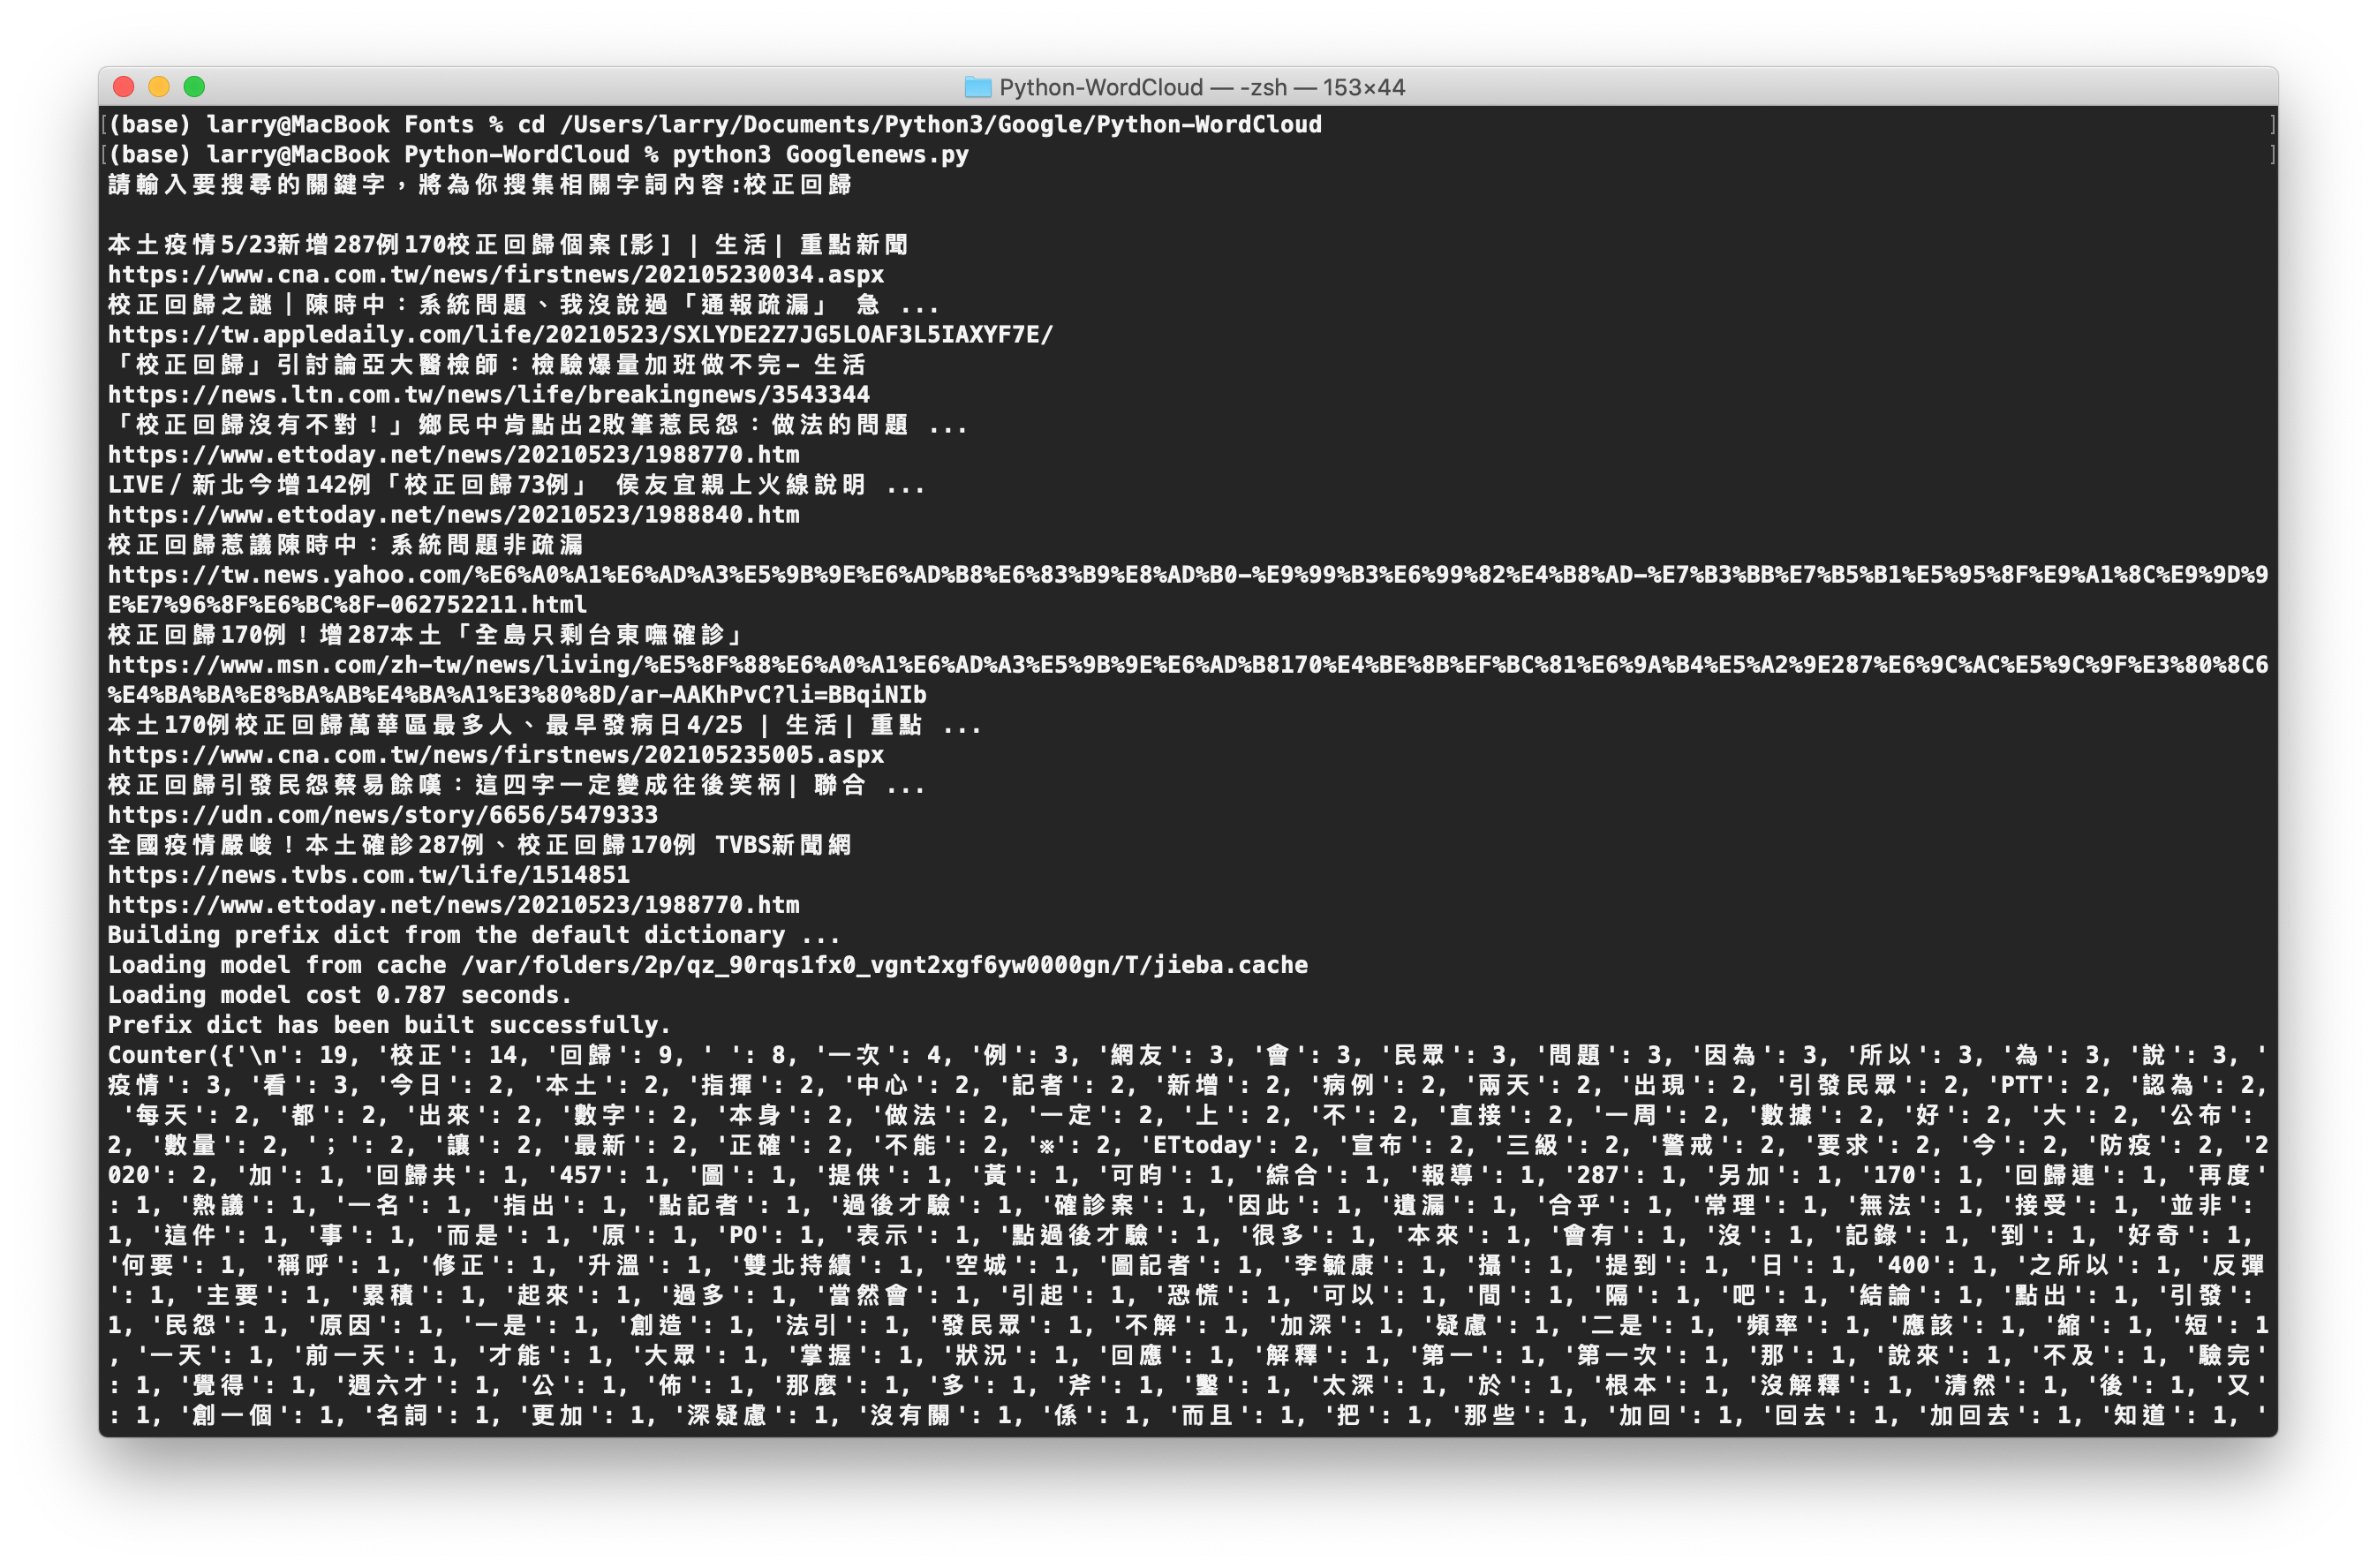 Python-WordCloud — -zsh — 153×44
(base) larry@MacBook Fonts % cd /Users/larry/Documents/Python3/Google/Python-WordCloud
(base) larry@MacBook Python-WordCloud % python3 Googlenews.py
請輸入要搜尋的關鍵字，將為你搜集相關字詞內容:校正回歸
本土疫情5/23新增287例170校正回歸個案[影] | 生活| 重點新聞
https://www.cna.com.tw/news/firstnews/202105230034.aspx
校正回歸之謎｜陳時中：系統問題、我沒說過「通報疏漏」 急 ...
https://tw.appledaily.com/life/20210523/SXLYDE2Z7JG5LOAF3L5IAXYF7E/
「校正回歸」引討論亞大醫檢師：檢驗爆量加班做不完- 生活
https://news.ltn.com.tw/news/life/breakingnews/3543344
「校正回歸沒有不對！」鄉民中肯點出2敗筆惹民怨：做法的問題 ...
https://www.ettoday.net/news/20210523/1988770.htm
LIVE／新北今增142例「校正回歸73例」 侯友宜親上火線說明 ...
https://www.ettoday.net/news/20210523/1988840.htm
校正回歸惹議陳時中：系統問題非疏漏
https://tw.news.yahoo.com/%E6%A0%A1%E6%AD%A3%E5%9B%9E%E6%AD%B8%E6%83%B9%E8%AD%B0-%E9%99%B3%E6%99%82%E4%B8%AD-%E7%B3%BB%E7%B5%B1%E5%95%8F%E9%A1%8C%E9%9D%9
E%E7%96%8F%E6%BC%8F-062752211.html
校正回歸170例！增287本土「全島只剩台東嘸確診」
https://www.msn.com/zh-tw/news/living/%E5%8F%88%E6%A0%A1%E6%AD%A3%E5%9B%9E%E6%AD%B8170%E4%BE%8B%EF%BC%81%E6%9A%B4%E5%A2%9E287%E6%9C%AC%E5%9C%9F%E3%80%8C6
%E4%BA%BA%E8%BA%AB%E4%BA%A1%E3%80%8D/ar-AAKhPvC?li=BBqiNIb
本土170例校正回歸萬華區最多人、最早發病日4/25 | 生活| 重點 ...
https://www.cna.com.tw/news/firstnews/202105235005.aspx
校正回歸引發民怨蔡易餘嘆：這四字一定變成往後笑柄| 聯合 ...
https://udn.com/news/story/6656/5479333
全國疫情嚴峻！本土確診287例、校正回歸170例 TVBS新聞網
https://news.tvbs.com.tw/life/1514851
https://www.ettoday.net/news/20210523/1988770.htm
Building prefix dict from the default dictionary ...
Loading model from cache /var/folders/2p/qz_90rqs1fx0_vgnt2xgf6yw0000gn/T/jieba.cache
Loading model cost 0.787 seconds.
Prefix dict has been built successfully.
Counter({'\n': 19, '校正': 14, '回歸': 9, ' ': 8, '一次': 4, '例': 3, '網友': 3, '會': 3, '民眾': 3, '問題': 3, '因為': 3, '所以': 3, '為': 3, '說': 3, '
疫情': 3, '看': 3, '今日': 2, '本土': 2, '指揮': 2, '中心': 2, '記者': 2, '新增': 2, '病例': 2, '兩天': 2, '出現': 2, '引發民眾': 2, 'PTT': 2, '認為': 2,
'每天': 2, '都': 2, '出來': 2, '數字': 2, '本身': 2, '做法': 2, '一定': 2, '上': 2, '不': 2, '直接': 2, '一周': 2, '數據': 2, '好': 2, '大': 2, '公布':
2, '數量': 2, '；': 2, '讓': 2, '最新': 2, '正確': 2, '不能': 2, '※': 2, 'ETtoday': 2, '宣布': 2, '三級': 2, '警戒': 2, '要求': 2, '今': 2, '防疫': 2, '2
020': 2, '加': 1, '回歸共': 1, '457': 1, '圖': 1, '提供': 1, '黃': 1, '可昀': 1, '綜合': 1, '報導': 1, '287': 1, '另加': 1, '170': 1, '回歸連': 1, '再度'
: 1, '熱議': 1, '一名': 1, '指出': 1, '點記者': 1, '過後才驗': 1, '確診案': 1, '因此': 1, '遺漏': 1, '合乎': 1, '常理': 1, '無法': 1, '接受': 1, '並非':
1, '這件': 1, '事': 1, '而是': 1, '原': 1, 'PO': 1, '表示': 1, '點過後才驗': 1, '很多': 1, '本來': 1, '會有': 1, '沒': 1, '記錄': 1, '到': 1, '好奇': 1,
'何要': 1, '稱呼': 1, '修正': 1, '升溫': 1, '雙北持續': 1, '空城': 1, '圖記者': 1, '李毓康': 1, '攝': 1, '提到': 1, '日': 1, '400': 1, '之所以': 1, '反彈
': 1, '主要': 1, '累積': 1, '起來': 1, '過多': 1, '當然會': 1, '引起': 1, '恐慌': 1, '可以': 1, '間': 1, '隔': 1, '吧': 1, '結論': 1, '點出': 1, '引發':
1, '民怨': 1, '原因': 1, '一是': 1, '創造': 1, '法引': 1, '發民眾': 1, '不解': 1, '加深': 1, '疑慮': 1, '二是': 1, '頻率': 1, '應該': 1, '縮': 1, '短': 1
, '一天': 1, '前一天': 1, '才能': 1, '大眾': 1, '掌握': 1, '狀況': 1, '回應': 1, '解釋': 1, '第一': 1, '第一次': 1, '那': 1, '說來': 1, '不及': 1, '驗完'
: 1, '覺得': 1, '週六才': 1, '公': 1, '佈': 1, '那麼': 1, '多': 1, '斧': 1, '鑿': 1, '太深': 1, '於': 1, '根本': 1, '沒解釋': 1, '清然': 1, '後': 1, '又'
: 1, '創一個': 1, '名詞': 1, '更加': 1, '深疑慮': 1, '沒有關': 1, '係': 1, '而且': 1, '把': 1, '那些': 1, '加回': 1, '回去': 1, '加回去': 1, '知道': 1, '